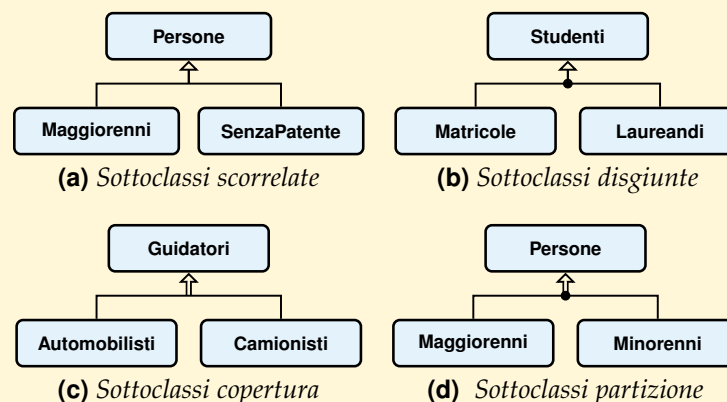 Persone
Studenti
Maggiorenni SenzaPatente
Matricole Laureandi
(a) Sottoclassi scorrelate
(b) Sottoclassi disgiunte
Guidatori
Persone
Automobilisti Camionisti
Maggiorenni Minorenni
(c) Sottoclassi copertura
(d) Sottoclassi partizione